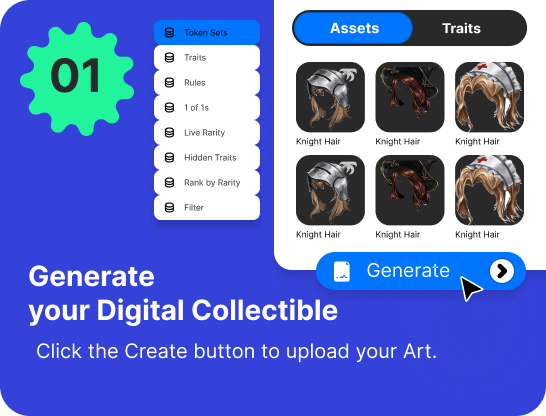 01
Token Sets
Traits
Rules
1 of 1s
Live Rarity
Hidden Traits
Rank by Rarity
Filter
Assets Traits
Knight Hair Knight Hair Knight Hair
Knight Hair Knight Hair Knight Hair
Generate
Generate
your Digital Collectible
Click the Create button to upload your Art.